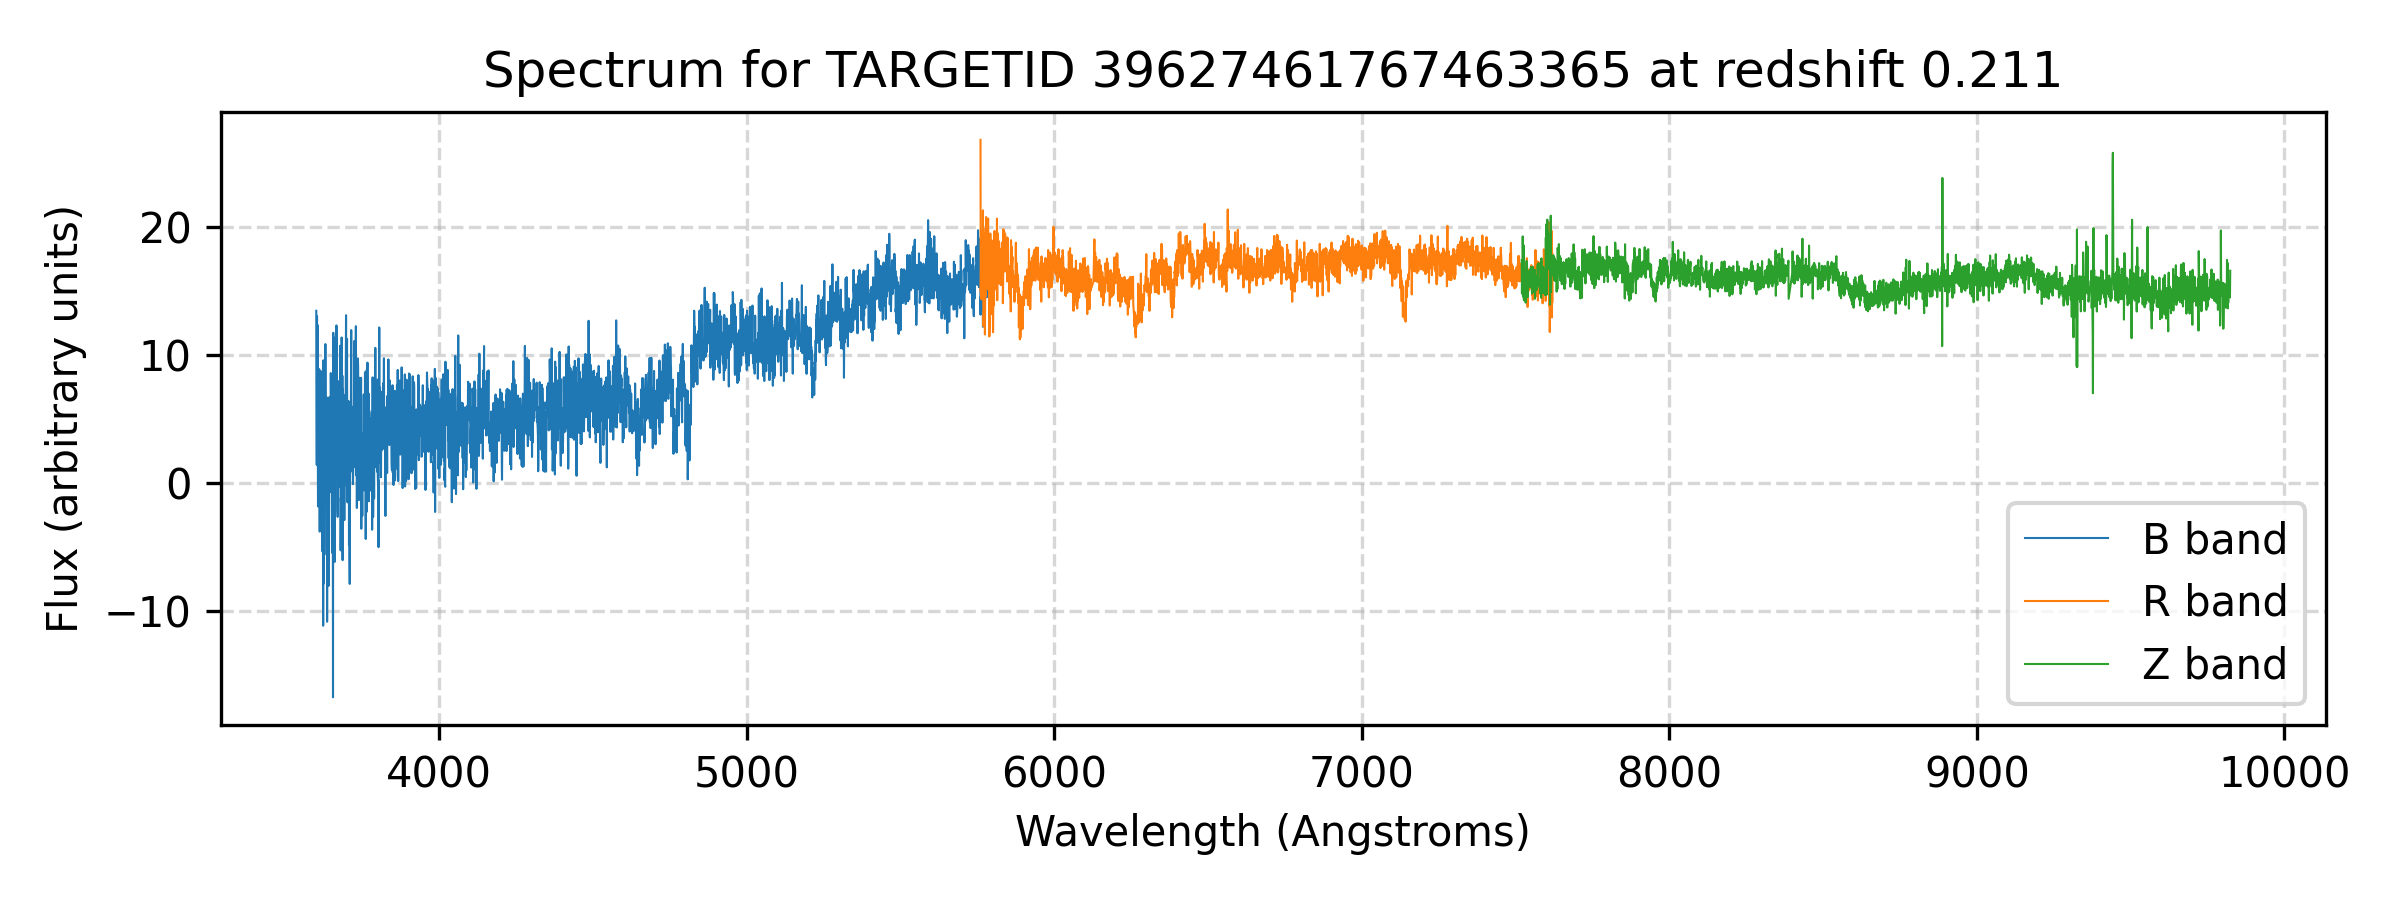 Spectrum for TARGETID 39627461767463365 at redshift 0.211
Flux (arbitrary units)
20
10
0
−10
B band
R band
Z band
4000 5000 6000 7000 8000 9000 10000
Wavelength (Angstroms)